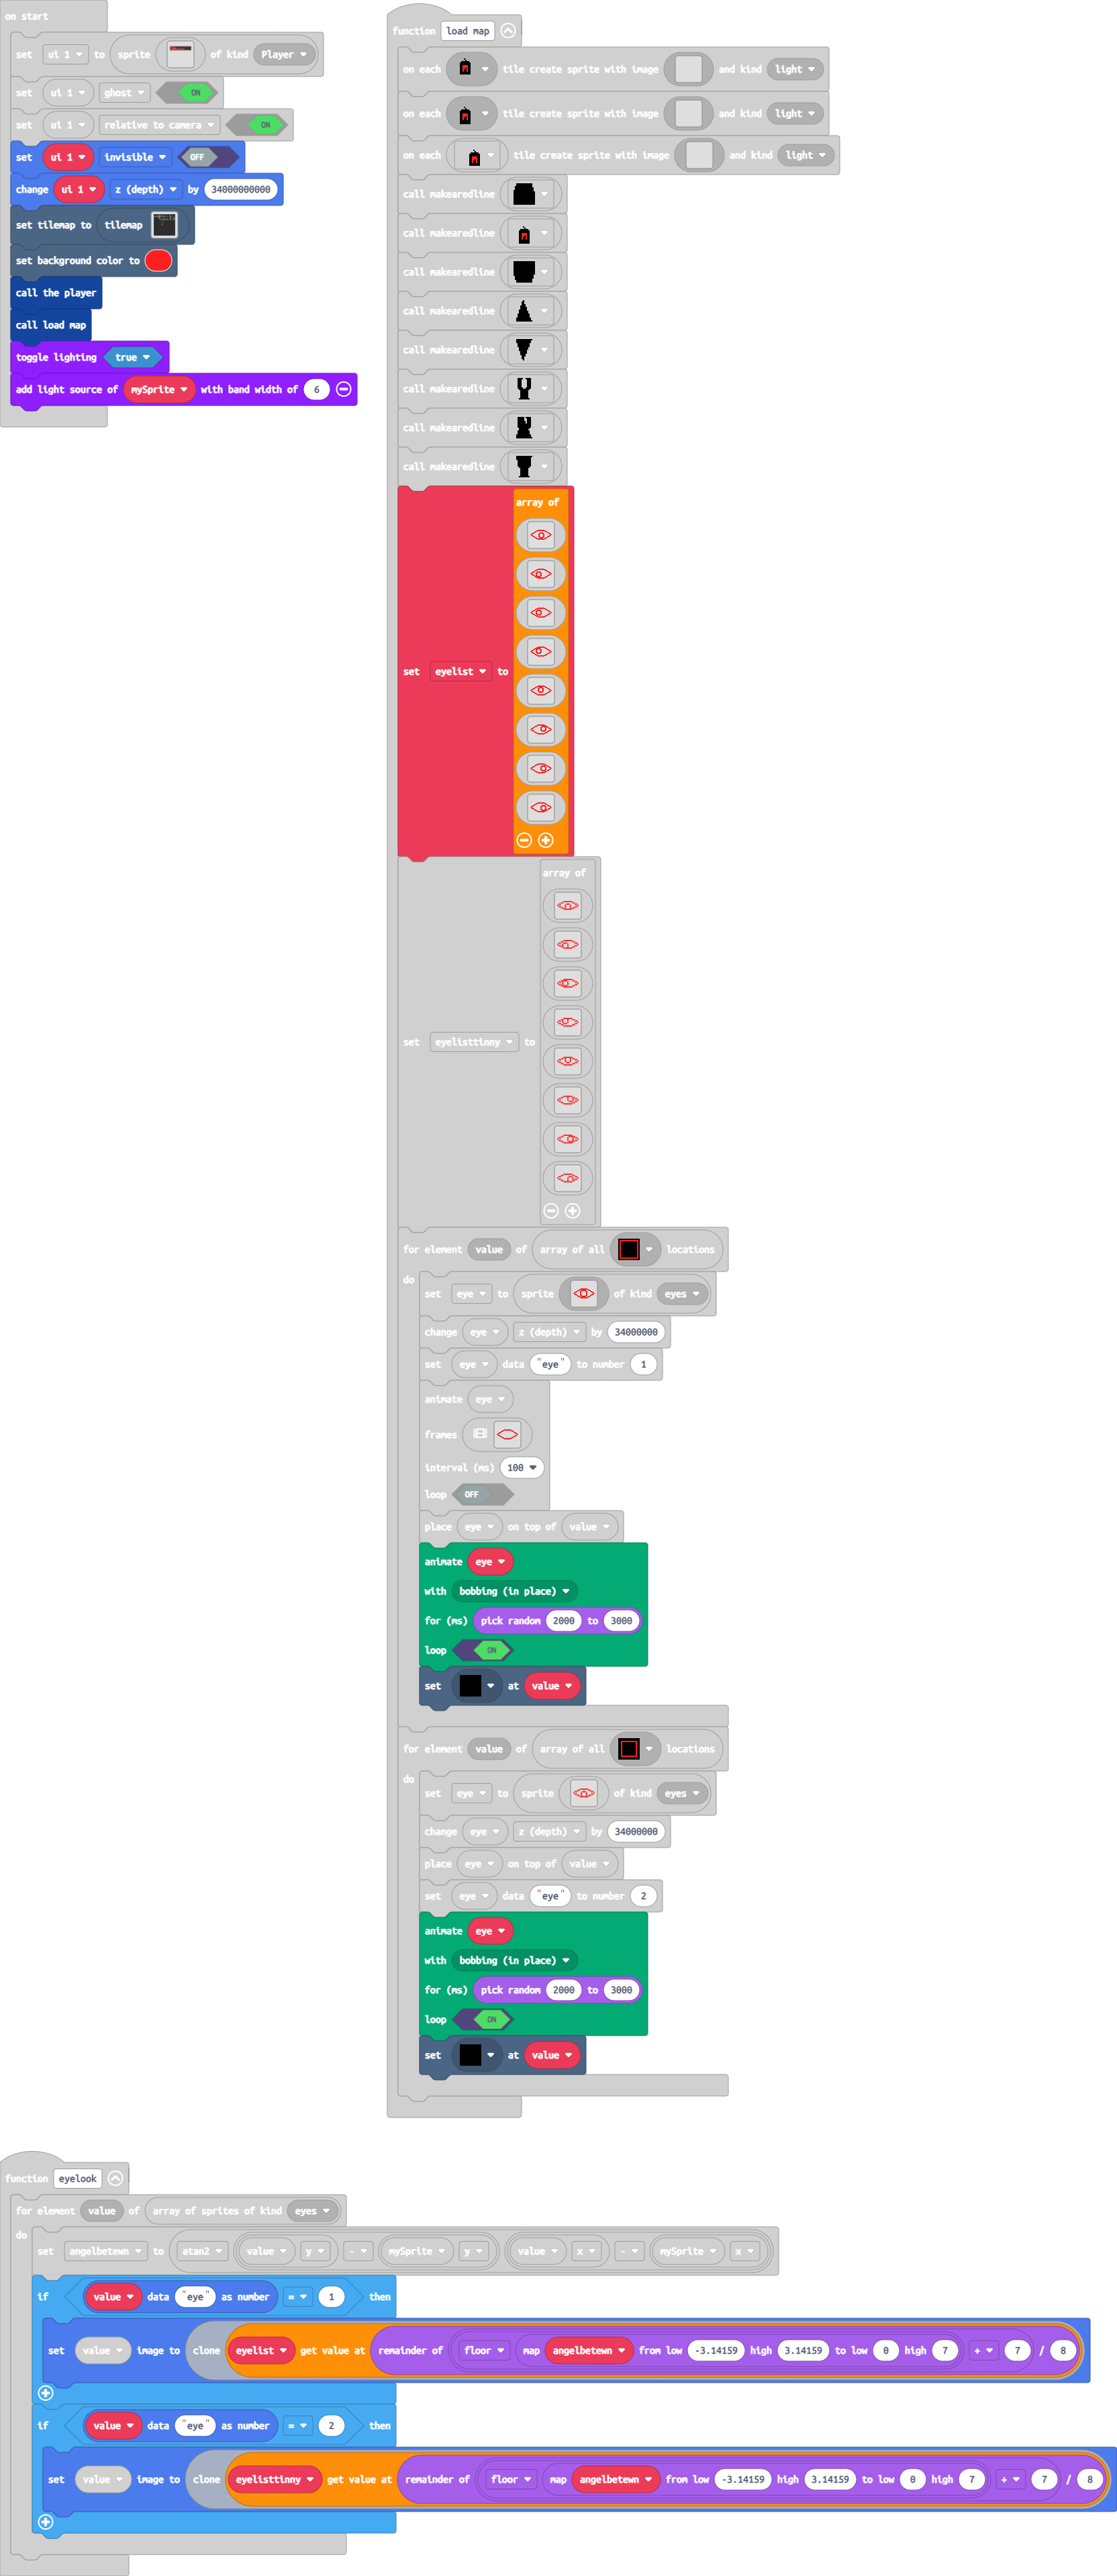 on start
set ui 1 to sprite of kind Player
set ui 1 ghost ON
set ui 1 relative to camera ON
set ui 1 invisible OFF
change ui 1 z (depth) by 34000000000
set tilemap to tilemap
set background color to
call the player
call load map
toggle lighting true
add light source of mySprite with band width of 6
function load map
on each tile create sprite with image and kind light
on each tile create sprite with image and kind light
on each tile create sprite with image and kind light
call makearedline
call makearedline
call makearedline
call makearedline
call makearedline
call makearedline
call makearedline
call makearedline
array of
set eyelist to
array of
set eyelisttinny to
for element value of array of all locations
do
set eye to sprite of kind eyes
change eye z (depth) by 34000000
set eye data "eye" to number 1
animate eye
frames
interval (ms) 100
loop OFF
place eye on top of value
animate eye
with bobbing (in place)
for (ms) pick random 2000 to 3000
loop ON
set at value
for element value of array of all locations
do
set eye to sprite of kind eyes
change eye z (depth) by 34000000
place eye on top of value
set eye data "eye" to number 2
animate eye
with bobbing (in place)
for (ms) pick random 2000 to 3000
loop ON
set at value
function eyelook
for element value of array of sprites of kind eyes
do
set angelbetewn to atan2 value y - mySprite y value x - mySprite x
if value data "eye" as number = 1 then
set value image to clone eyelist get value at remainder of floor map angelbetewn from low -3.14159 high 3.14159 to low 0 high 7 + 7 / 8
if value data "eye" as number = 2 then
set value image to clone eyelisttinny get value at remainder of floor map angelbetewn from low -3.14159 high 3.14159 to low 0 high 7 + 7 / 8